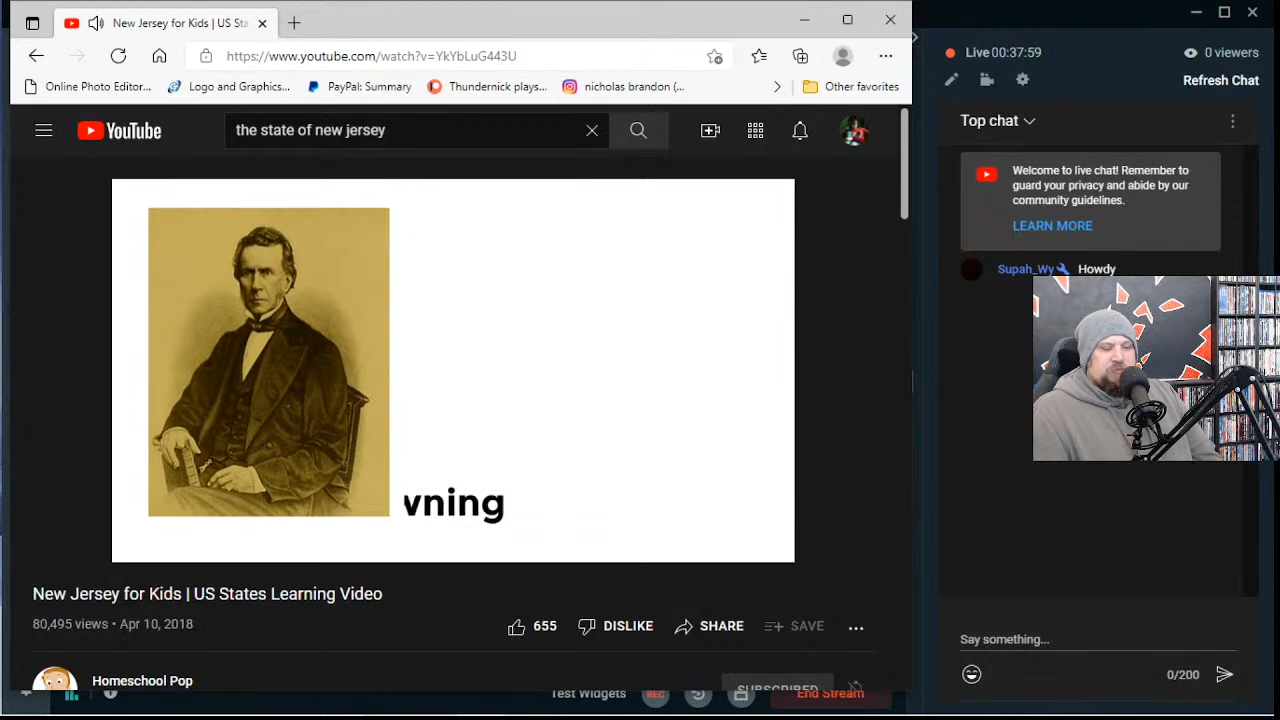 New Jersey for Kids | US Sta
https://www.youtube.com/watch?v=YkYbLuG443U
Online Photo Editor...
Logo and Graphics...
PayPal: Summary
Thundernick plays...
nicholas brandon (...
Other favorites
YouTube
the state of new jersey
vning
New Jersey for Kids | US States Learning Video
80,495 views • Apr 10, 2018
655
DISLIKE
SHARE
SAVE
Homeschool Pop
SUBSCRIBED
Test Widgets
REC
End Stream
Live 00:37:59
0 viewers
Refresh Chat
Top chat
Welcome to live chat! Remember to
guard your privacy and abide by our
community guidelines.
LEARN MORE
Supah_Wy Howdy
Say something...
0/200